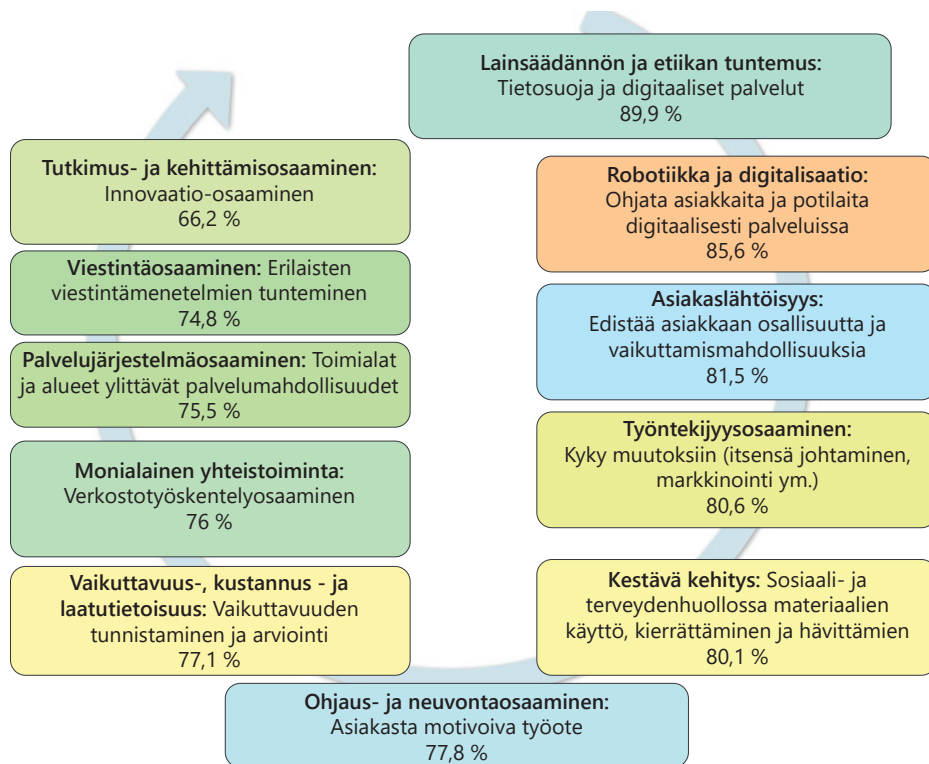 Lainsäädännön ja etiikan tuntemus:
Tietosuoja ja digitaaliset palvelut
89,9 %
Robotiikka ja digitalisaatio:
Ohjata asiakkaita ja potilaita
digitaalisesti palveluissa
85,6 %
Asiakaslähtöisyys:
Edistää asiakkaan osallisuutta ja
vaikuttamismahdollisuuksia
81,5 %
Työntekijyysosaaminen:
Kyky muutoksiin (itsensä johtaminen,
markkinointi ym.)
80,6 %
Kestävä kehitys: Sosiaali- ja
terveydenhuollossa materiaalien
käyttö, kierrättäminen ja hävittämien
80,1 %
Ohjaus- ja neuvontaosaaminen:
Asiakasta motivoiva työote
77,8 %
Vaikuttavuus-, kustannus - ja
laatutietoisuus: Vaikuttavuuden
tunnistaminen ja arviointi
77,1 %
Monialainen yhteistoiminta:
Verkostotyöskentelyosaaminen
76 %
Palvelujärjestelmäosaaminen: Toimialat
ja alueet ylittävät palvelumahdollisuudet
75,5 %
Viestintäosaaminen: Erilaisten
viestintämenetelmien tunteminen
74,8 %
Tutkimus- ja kehittämisosaaminen:
Innovaatio-osaaminen
66,2 %